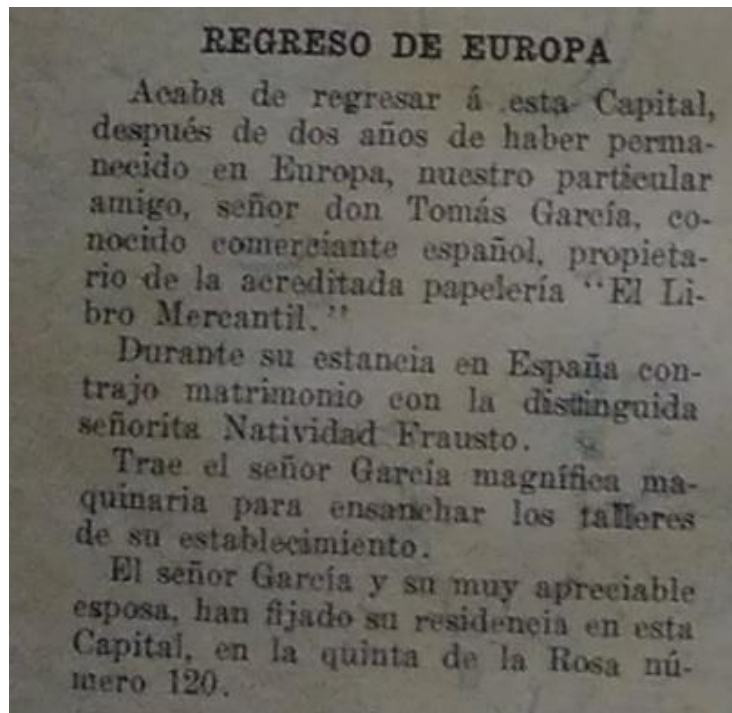 REGRESO DE EUROPA
Acaba de regresar á esta Capital,
después de dos años de haber perma-
necido en Europa, nuestro particular
amigo, señor don Tomás García, co-
nocido comerciante español, propieta-
rio de la acreditada papelería "El Li-
bro Mercantil."
Durante su estancia en España con-
trajo matrimonio con la distinguida
señorita Natividad Frausto.
Trae el señor García magnífica ma-
quinaria para ensanchar los talleres
de su establecimiento.
El señor García y su muy apreciable
esposa, han fijado su residencia en esta
Capital, en la quinta de la Rosa nú-
mero 120.